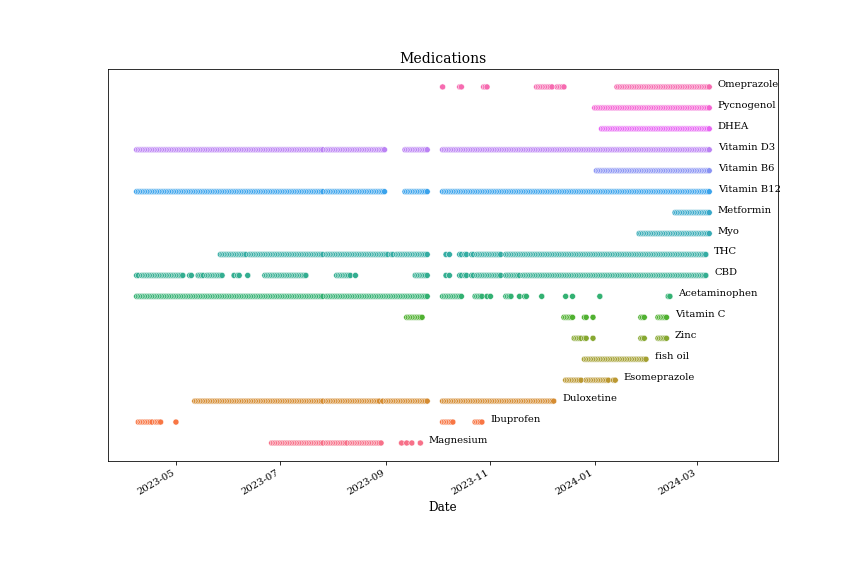 Medications
Omeprazole
Pycnogenol
DHEA
Vitamin D3
Vitamin B6
Vitamin B12
Metformin
Myo
THC
CBD
Acetaminophen
Vitamin C
Zinc
fish oil
Esomeprazole
Duloxetine
Ibuprofen
Magnesium
2023-05
2023-07
2023-09
2023-11
2024-01
2024-03
Date